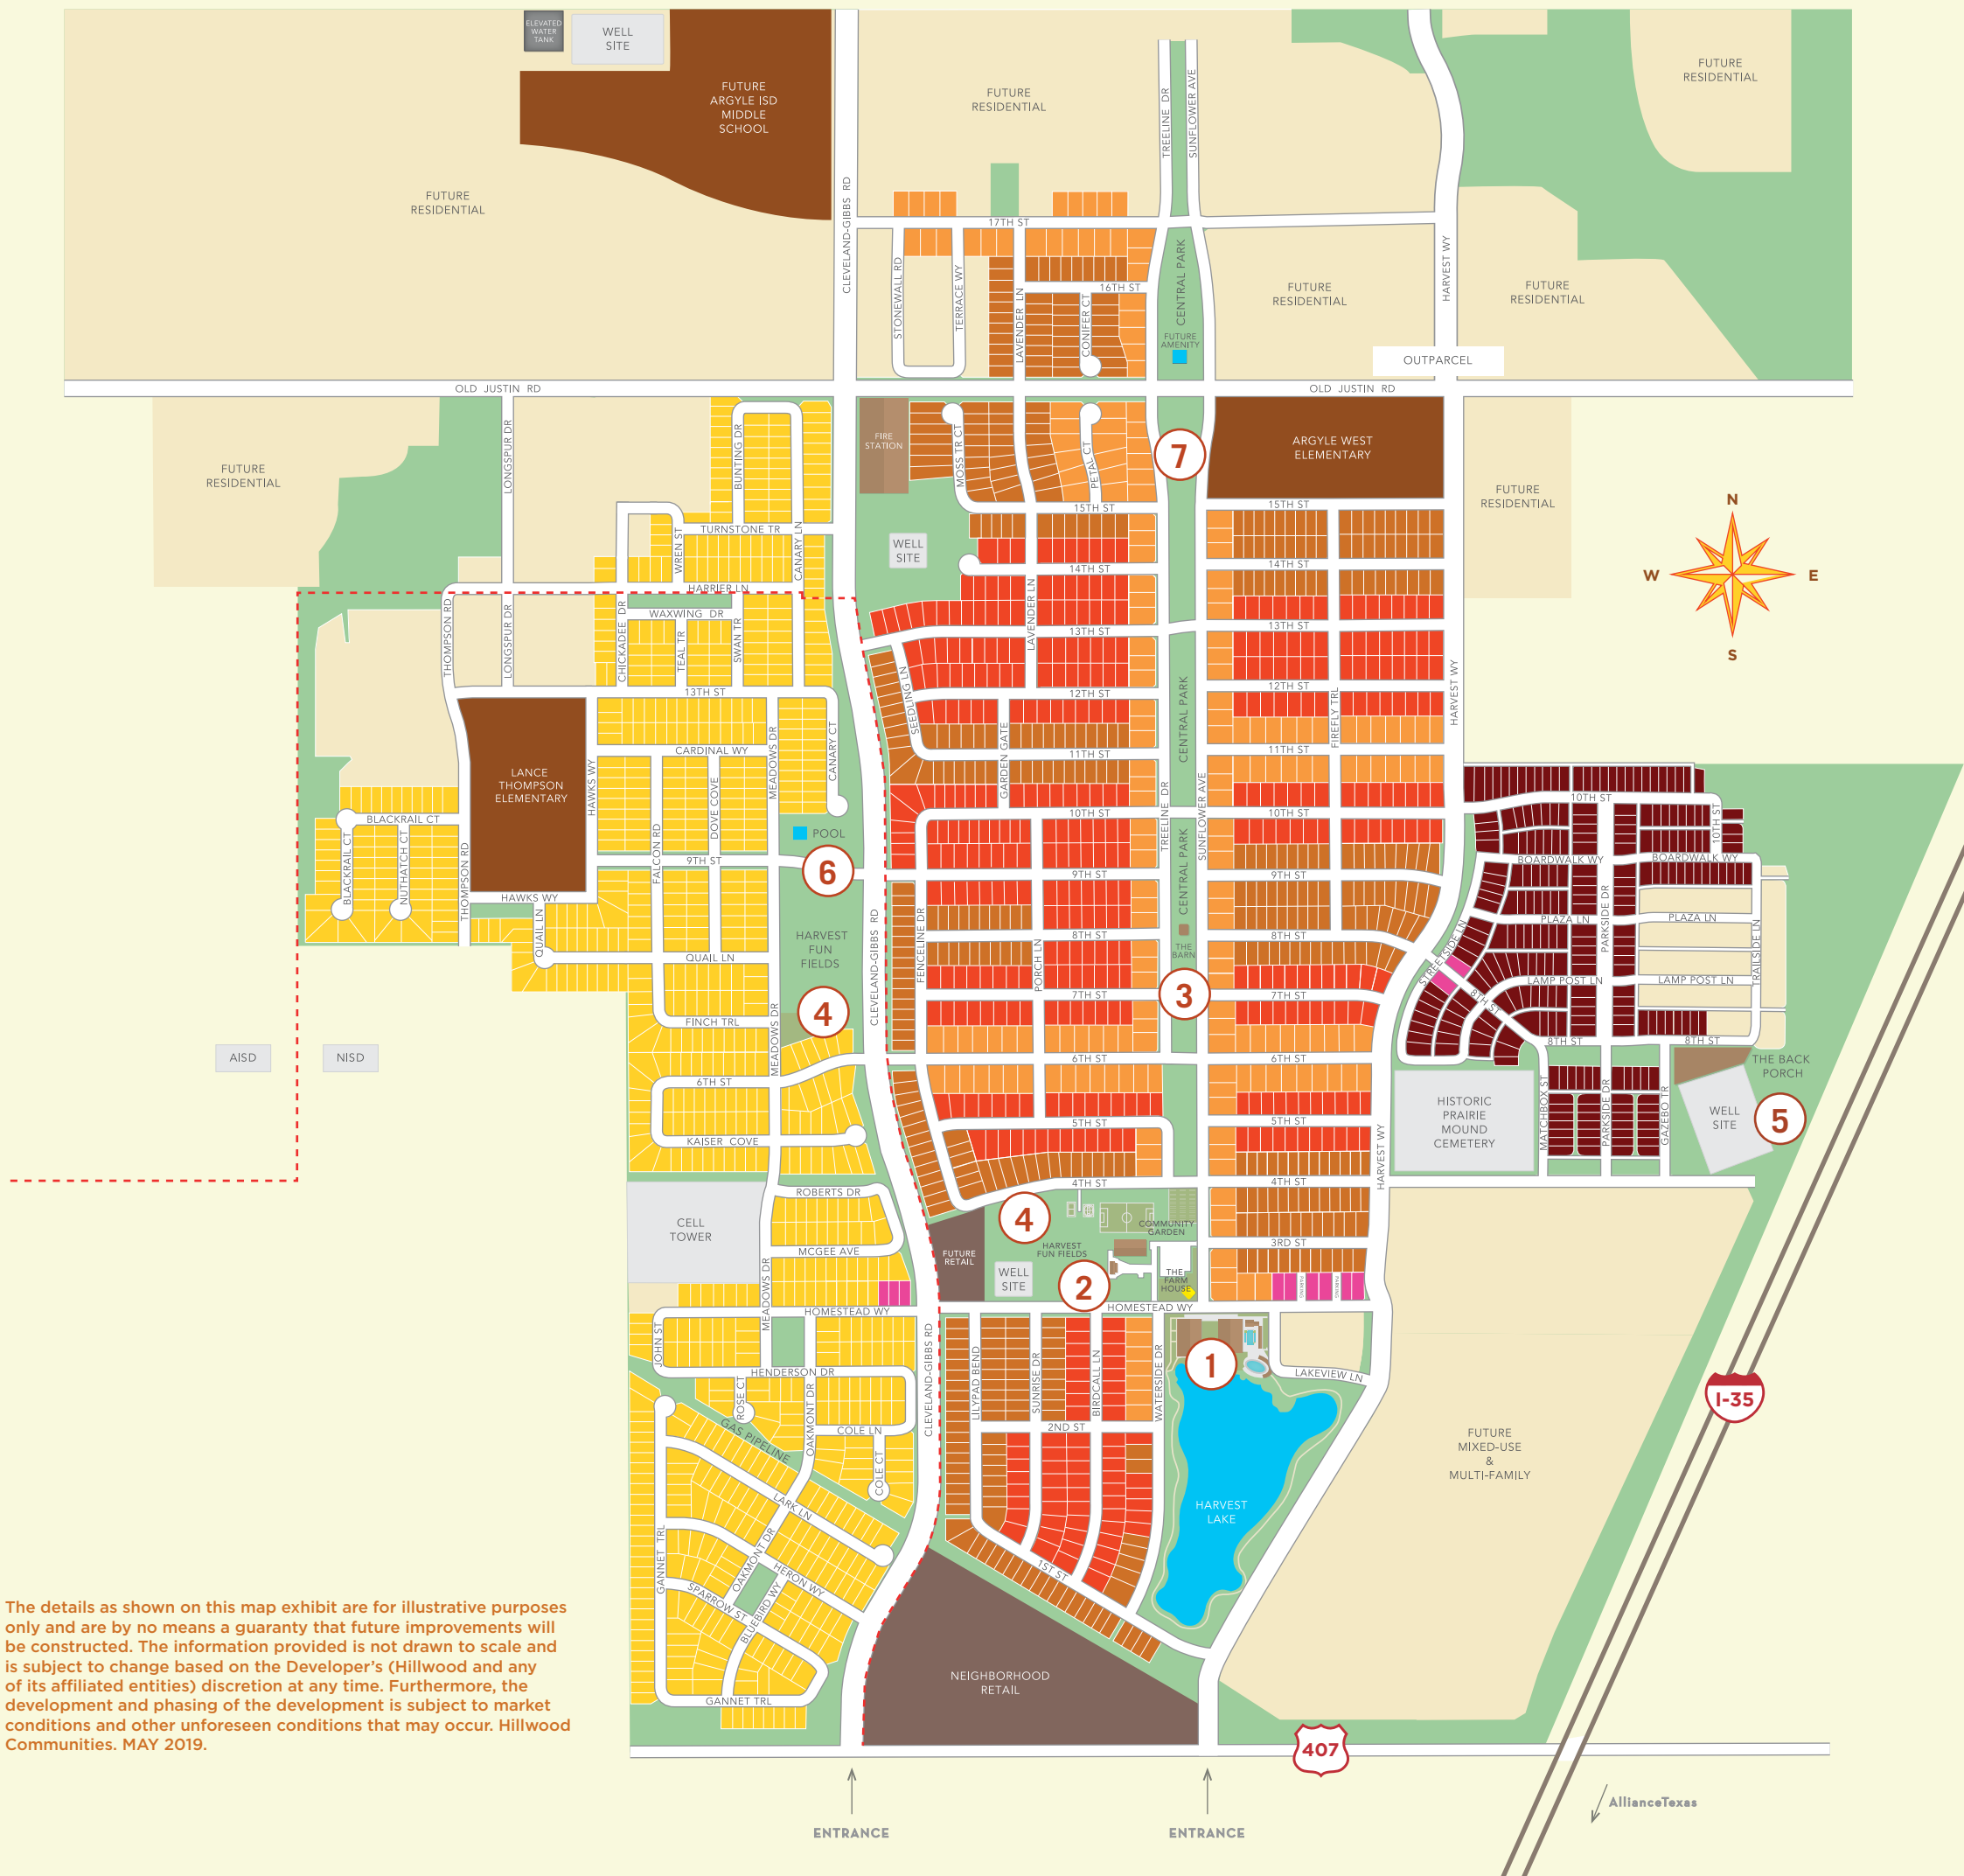 ELEVATED
WATER
TANK
WELL
SITE
FUTURE
ARGYLE ISD
MIDDLE
SCHOOL
FUTURE
RESIDENTIAL
FUTURE
RESIDENTIAL
FUTURE
RESIDENTIAL
TREELINE DR
SUNFLOWER AVE
CLEVELAND-GIBBS RD
17TH ST
STONEWALL RD
TERRACE WY
LAVENDER LN
16TH ST
CONIFER CT
CENTRAL PARK
FUTURE
AMENITY
FUTURE
RESIDENTIAL
HARVEST WY
FUTURE
RESIDENTIAL
OUTPARCEL
OLD JUSTIN RD
OLD JUSTIN RD
FUTURE
RESIDENTIAL
LONGSPUR DR
BUNTING DR
FIRE
STATION
MOSS TR CT
PETAL CT
7
ARGYLE WEST
ELEMENTARY
FUTURE
RESIDENTIAL
N
W
E
S
15TH ST
15TH ST
TURNSTONE TR
WREN ST
CANARY LN
WELL
SITE
14TH ST
14TH ST
HARRIER LN
WAXWING DR
THOMPSON RD
LONGSPUR DR
CHICKADEE DR
TEAL TR
SWAN TR
LAVENDER LN
13TH ST
13TH ST
13TH ST
SEEDLING LN
12TH ST
12TH ST
FIREFLY TRL
HARVEST WY
CARDINAL WY
MEADOWS DR
CANARY CT
GARDEN GATE
11TH ST
11TH ST
CENTRAL PARK
LANCE
THOMPSON
ELEMENTARY
HAWKS WY
DOVE COVE
FALCON RD
10TH ST
10TH ST
10TH ST
10TH ST
TREELINE DR
SUNFLOWER AVE
BLACKRAIL CT
BLACKRAIL CT
NUTHATCH CT
THOMPSON RD
POOL
6
9TH ST
9TH ST
9TH ST
BOARDWALK WY
BOARDWALK WY
HAWKS WY
QUAIL LN
QUAIL LN
HARVEST
FUN
FIELDS
CLEVELAND-GIBBS RD
FENCELINE DR
PORCH LN
8TH ST
8TH ST
CENTRAL PARK
THE
BARN
3
STREETSIDE LN
PLAZA LN
PLAZA LN
PARKSIDE DR
TRAILSIDE LN
LAMP POST LN
LAMP POST LN
8TH ST
8TH ST
8TH ST
7TH ST
7TH ST
FINCH TRL
4
MEADOWS DR
6TH ST
6TH ST
6TH ST
AISD
NISD
THE BACK
PORCH
KAISER COVE
5TH ST
5TH ST
HISTORIC
PRAIRIE
MOUND
CEMETERY
MATCHBOX ST
PARKSIDE DR
GAZEBO TR
WELL
SITE
5
HARVEST WY
4TH ST
4TH ST
ROBERTS DR
CELL
TOWER
MCGEE AVE
MEADOWS DR
FUTURE
RETAIL
4
HARVEST
FUN FIELDS
COMMUNITY
GARDEN
WELL
SITE
2
THE
FARM
HOUSE
3RD ST
PARKING
PARKING
HOMESTEAD WY
HOMESTEAD WY
JOHN ST
HENDERSON DR
CLEVELAND-GIBBS RD
LILYPAD BEND
SUNRISE DR
BIRDCALL LN
WATERSIDE DR
1
LAKEVIEW LN
I-35
ROSE CT
OAKMONT DR
COLE LN
COLE CT
GAS PIPELINE
2ND ST
HARVEST
LAKE
FUTURE
MIXED-USE
&
MULTI-FAMILY
LARK LN
GANNET TRL
OAKMONT DR
HERON WY
SPARROW ST
BLUEBIRD WY
1ST ST
GANNET TRL
NEIGHBORHOOD
RETAIL
407
The details as shown on this map exhibit are for illustrative purposes
only and are by no means a guaranty that future improvements will
be constructed. The information provided is not drawn to scale and
is subject to change based on the Developer's (Hillwood and any
of its affiliated entities) discretion at any time. Furthermore, the
development and phasing of the development is subject to market
conditions and other unforeseen conditions that may occur. Hillwood
Communities. MAY 2019.
ENTRANCE
ENTRANCE
AllianceTexas